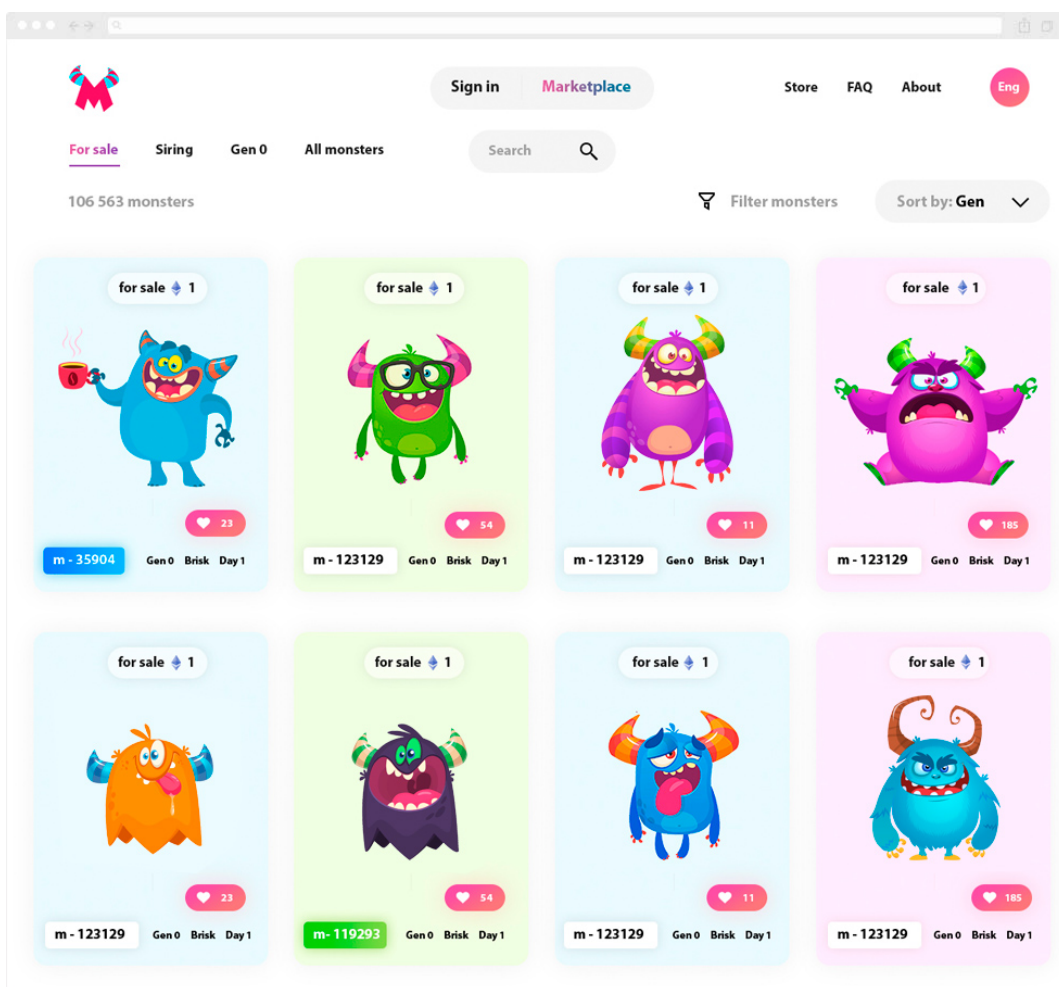 Sign in Marketplace Store FAQ About Eng
For sale Siring Gen 0 All monsters Search
106 563 monsters Filter monsters Sort by: Gen
for sale 1 for sale 1 for sale 1 for sale 1
23 54 11 185
m - 35904 Gen 0 Brisk Day 1 m - 123129 Gen 0 Brisk Day 1 m - 123129 Gen 0 Brisk Day 1 m - 123129 Gen 0 Brisk Day 1
for sale 1 for sale 1 for sale 1 for sale 1
23 54 11 185
m - 123129 Gen 0 Brisk Day 1 m- 119293 Gen 0 Brisk Day 1 m - 123129 Gen 0 Brisk Day 1 m - 123129 Gen 0 Brisk Day 1